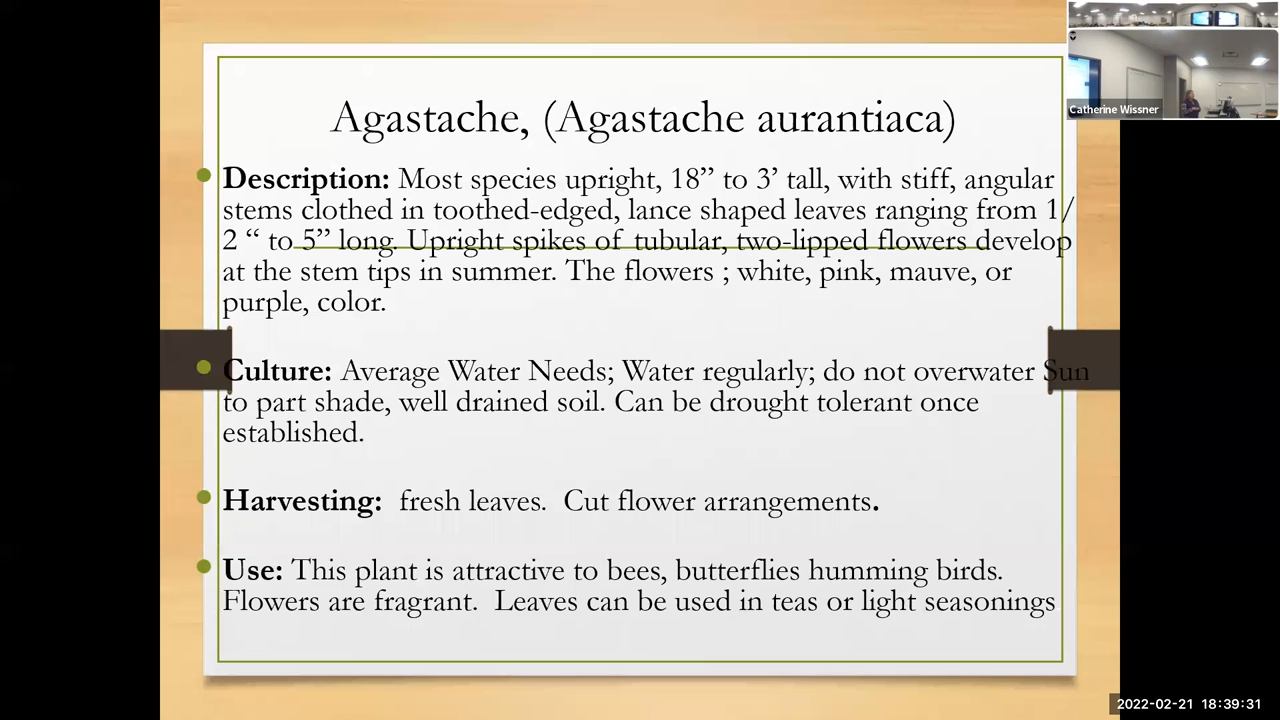 Agastache, (Agastache aurantiaca)
Description: Most species upright, 18” to 3’ tall, with stiff, angular
stems clothed in toothed-edged, lance shaped leaves ranging from 1/
2 “ to 5” long. Upright spikes of tubular, two-lipped flowers develop
at the stem tips in summer. The flowers ; white, pink, mauve, or
purple, color.
Culture: Average Water Needs; Water regularly; do not overwater Sun
to part shade, well drained soil. Can be drought tolerant once
established.
Harvesting: fresh leaves. Cut flower arrangements.
Use: This plant is attractive to bees, butterflies humming birds.
Flowers are fragrant. Leaves can be used in teas or light seasonings
Catherine Wissner
2022-02-21 18:39:31